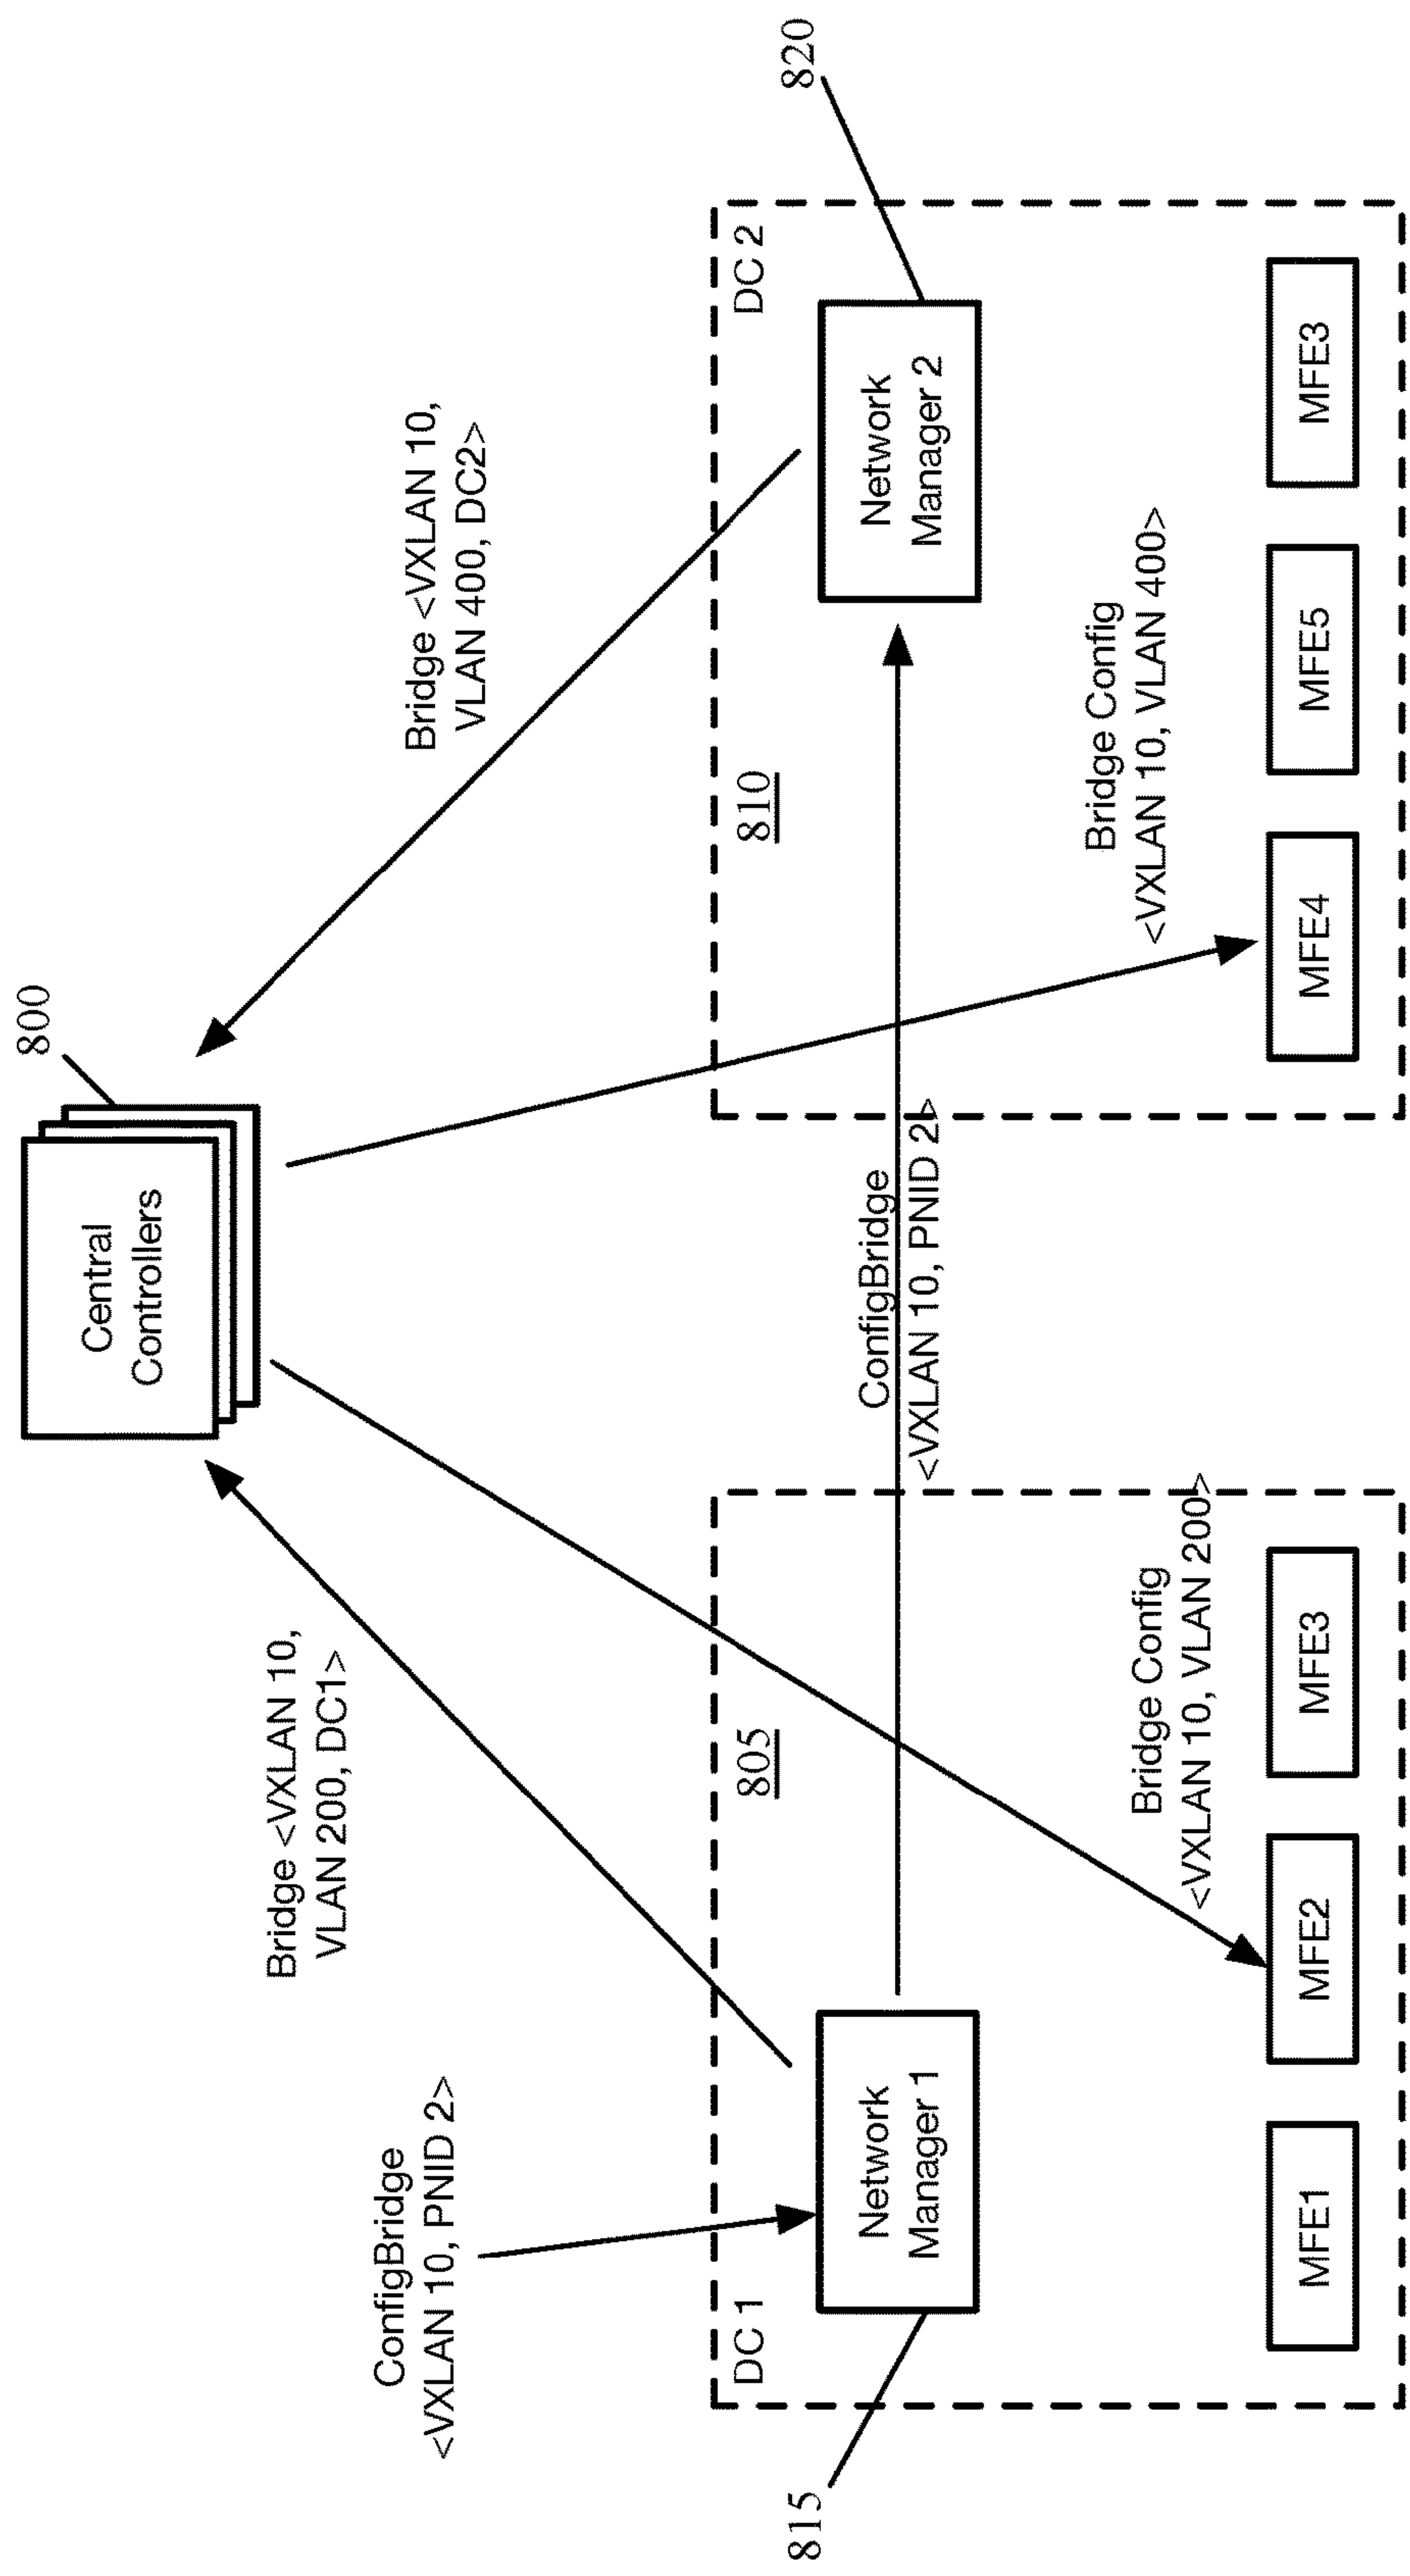 800
Central
Controllers
Bridge <VXLAN 10,
VLAN 200, DC1>
Bridge <VXLAN 10,
VLAN 400, DC2>
ConfigBridge
<VXLAN 10, PNID 2>
815
DC 1
805
Network
Manager 1
ConfigBridge
<VXLAN 10, PNID 2>
820
DC 2
810
Network
Manager 2
Bridge Config
<VXLAN 10, VLAN 200>
Bridge Config
<VXLAN 10, VLAN 400>
MFE1
MFE2
MFE3
MFE4
MFE5
MFE3